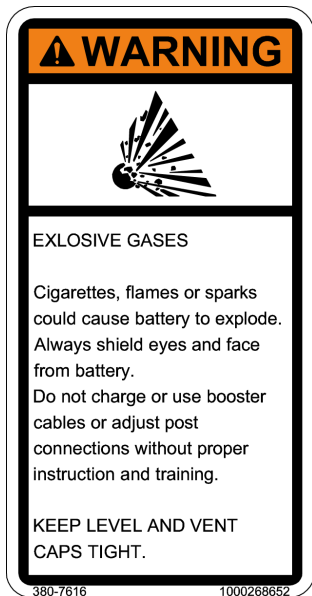 WARNING
EXLOSIVE GASES
Cigarettes, flames or sparks
could cause battery to explode.
Always shield eyes and face
from battery.
Do not charge or use booster
cables or adjust post
connections without proper
instruction and training.
KEEP LEVEL AND VENT
CAPS TIGHT.
380-7616 1000268652